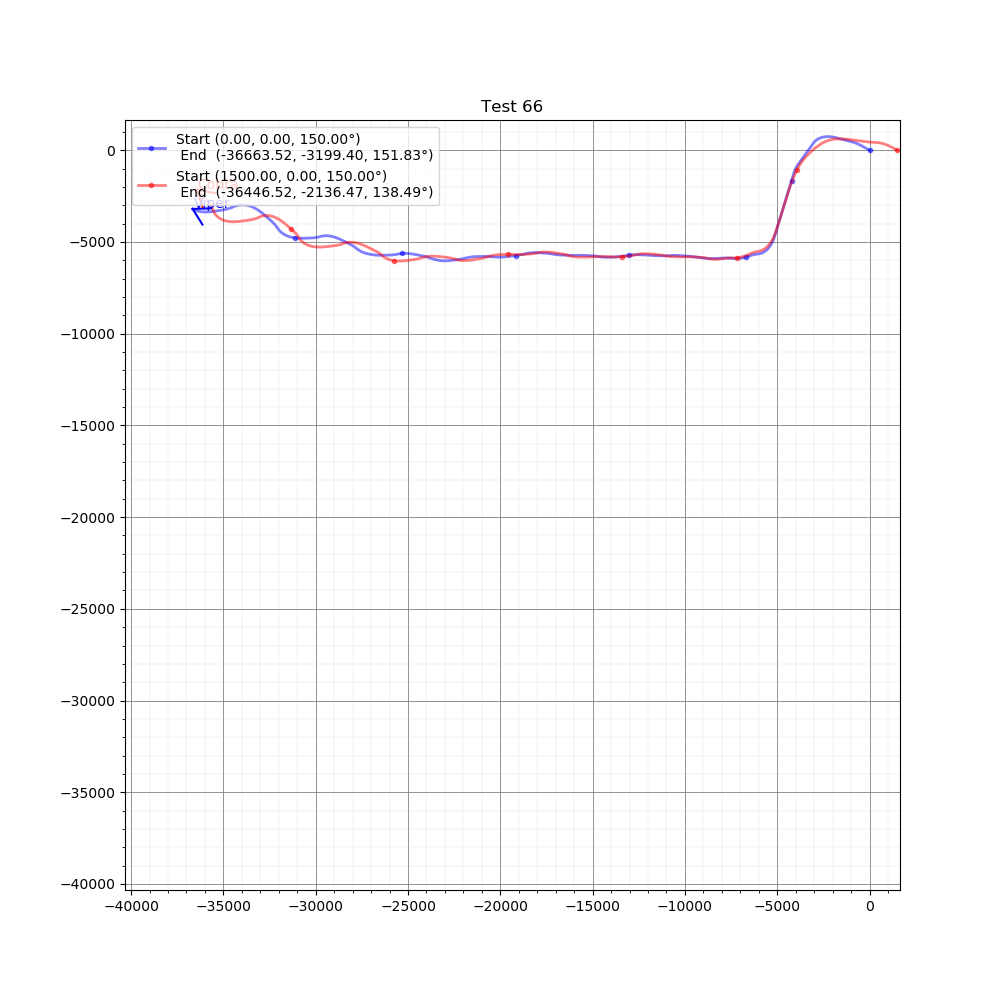 Test 66
Start (0.00, 0.00, 150.00°)
End (-36663.52, -3199.40, 151.83°)
Start (1500.00, 0.00, 150.00°)
End (-36446.52, -2136.47, 138.49°)
Viper
0
−5000
−10000
−15000
−20000
−25000
−30000
−35000
−40000
−40000 −35000 −30000 −25000 −20000 −15000 −10000 −5000 0